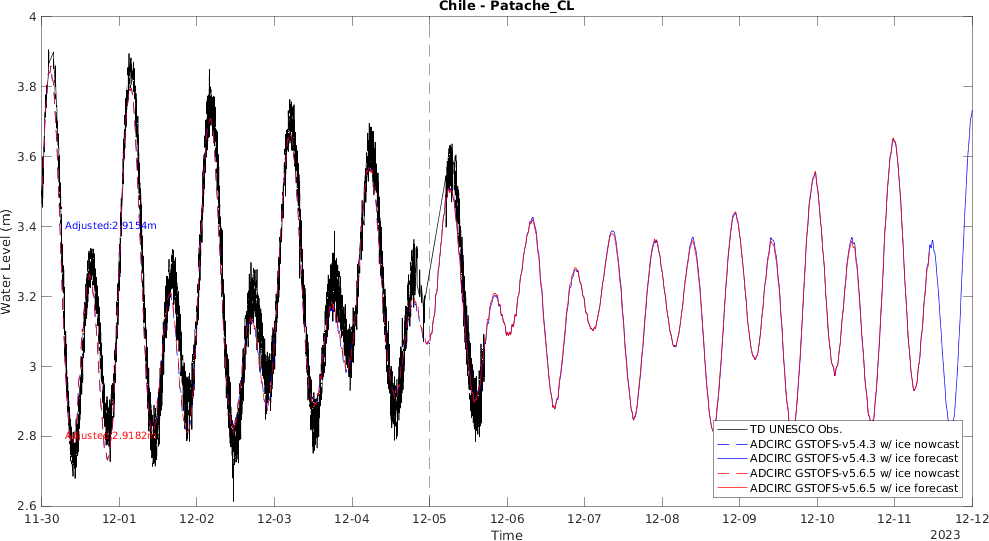 Chile - Patache_CL
Water Level (m)
4
3.8
3.6
3.4
3.2
3
2.8
2.6
Adjusted:2.9154m
Adjusted:2.9182m
TD UNESCO Obs.
ADCIRC GSTOFS-v5.4.3 w/ ice nowcast
ADCIRC GSTOFS-v5.4.3 w/ ice forecast
ADCIRC GSTOFS-v5.6.5 w/ ice nowcast
ADCIRC GSTOFS-v5.6.5 w/ ice forecast
11-30 12-01 12-02 12-03 12-04 12-05 12-06 12-07 12-08 12-09 12-10 12-11 12-12
Time
2023